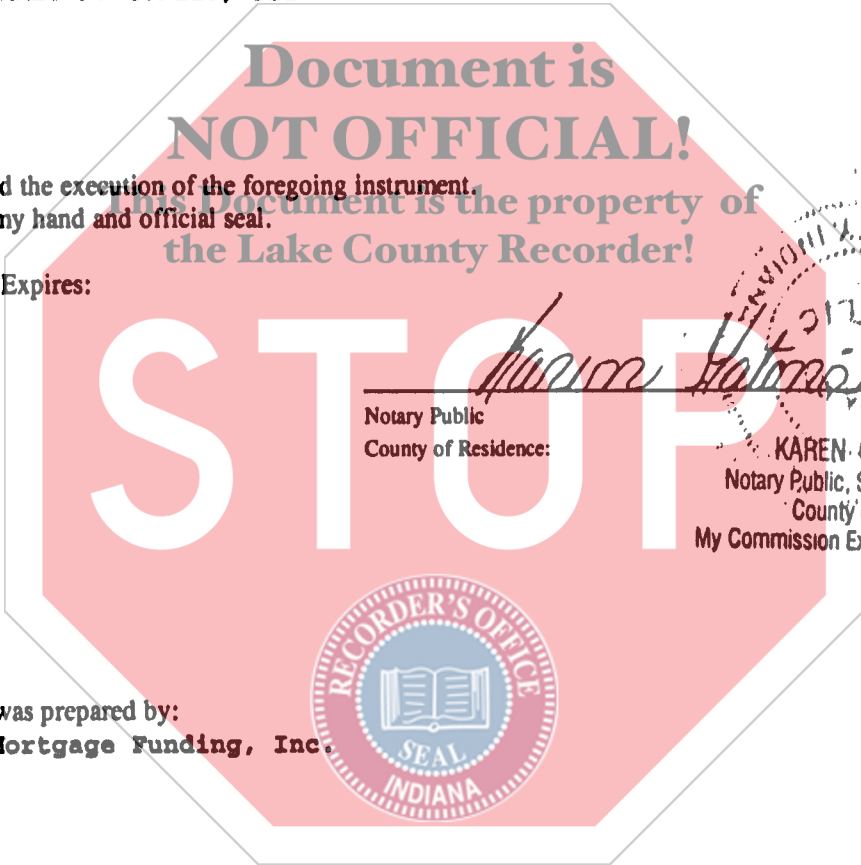 Document is
NOT OFFICIAL!
d the execution of the foregoing instrument.
This Document is the property of
my hand and official seal.
the Lake County Recorder!
Expires:
STOP
Notary Public
County of Residence:
KAREN
Notary Public, S
County
My Commission Ex
RECORDER'S OFFICE
SEAL
INDIANA
was prepared by:
Mortgage Funding, Inc.